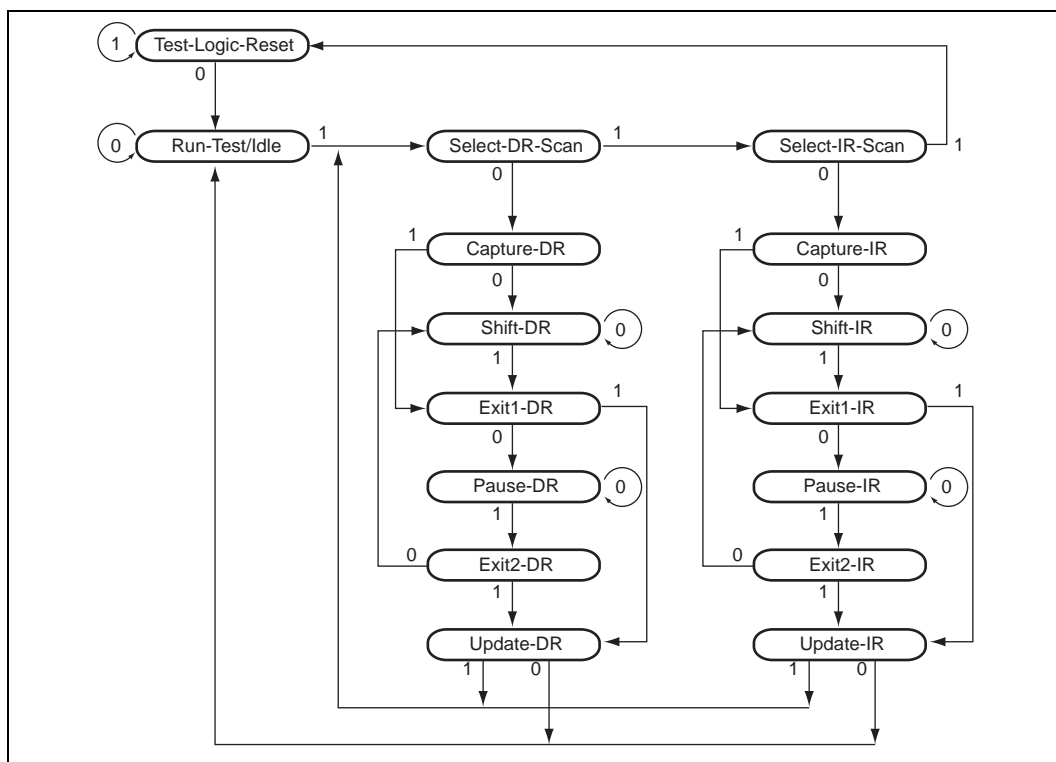 1 Test-Logic-Reset
0
0 Run-Test/Idle 1 Select-DR-Scan 1 Select-IR-Scan 1
0 0
1 Capture-DR 1 Capture-IR
0 0
Shift-DR 0 Shift-IR 0
1 1
Exit1-DR 1 Exit1-IR 1
0 0
Pause-DR 0 Pause-IR 0
1 1
0 Exit2-DR 0 Exit2-IR
1 1
Update-DR Update-IR
1 0 1 0